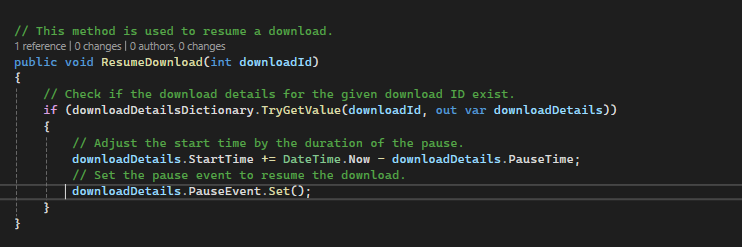 // This method is used to resume a download.
1 reference | 0 changes | 0 authors, 0 changes
public void ResumeDownload(int downloadId)
{
// Check if the download details for the given download ID exist.
if (downloadDetailsDictionary.TryGetValue(downloadId, out var downloadDetails))
{
// Adjust the start time by the duration of the pause.
downloadDetails.StartTime += DateTime.Now - downloadDetails.PauseTime;
// Set the pause event to resume the download.
downloadDetails.PauseEvent.Set();
}
}